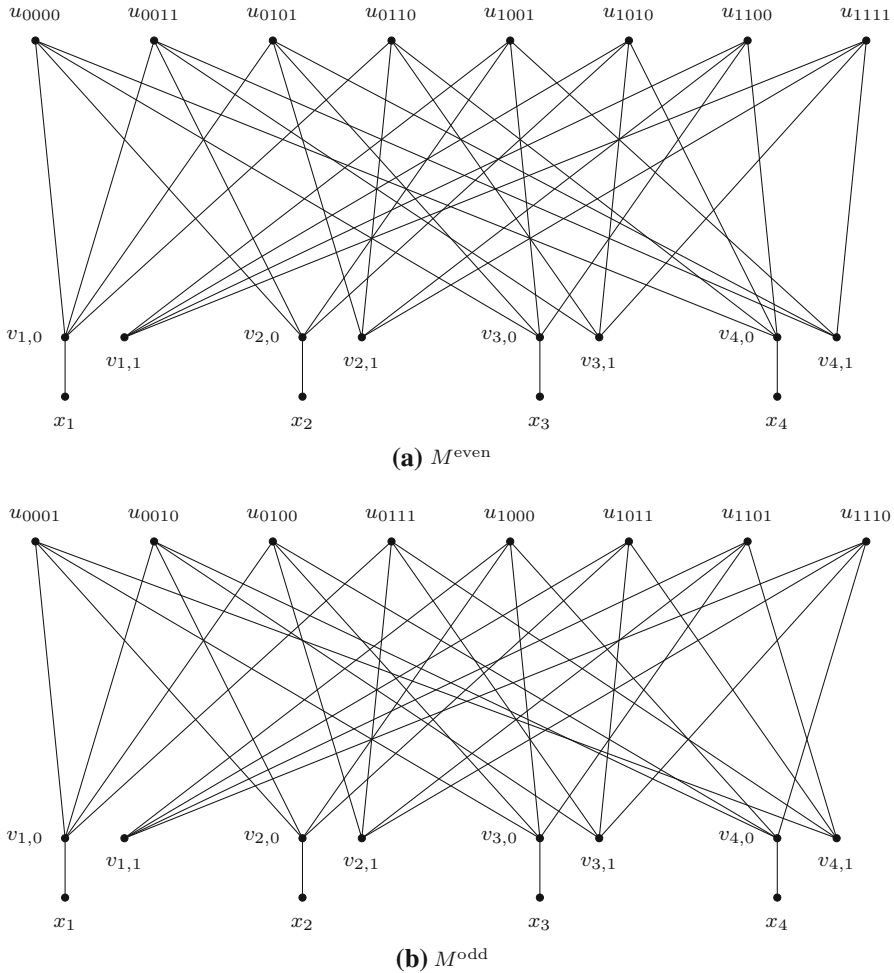 u0000 u0011 u0101 u0110 u1001 u1010 u1100 u1111
v1,0 v1,1 v2,0 v2,1 v3,0 v3,1 v4,0 v4,1
x1 x2 x3 x4
(a) M^even
u0001 u0010 u0100 u0111 u1000 u1011 u1101 u1110
v1,0 v1,1 v2,0 v2,1 v3,0 v3,1 v4,0 v4,1
x1 x2 x3 x4
(b) M^odd